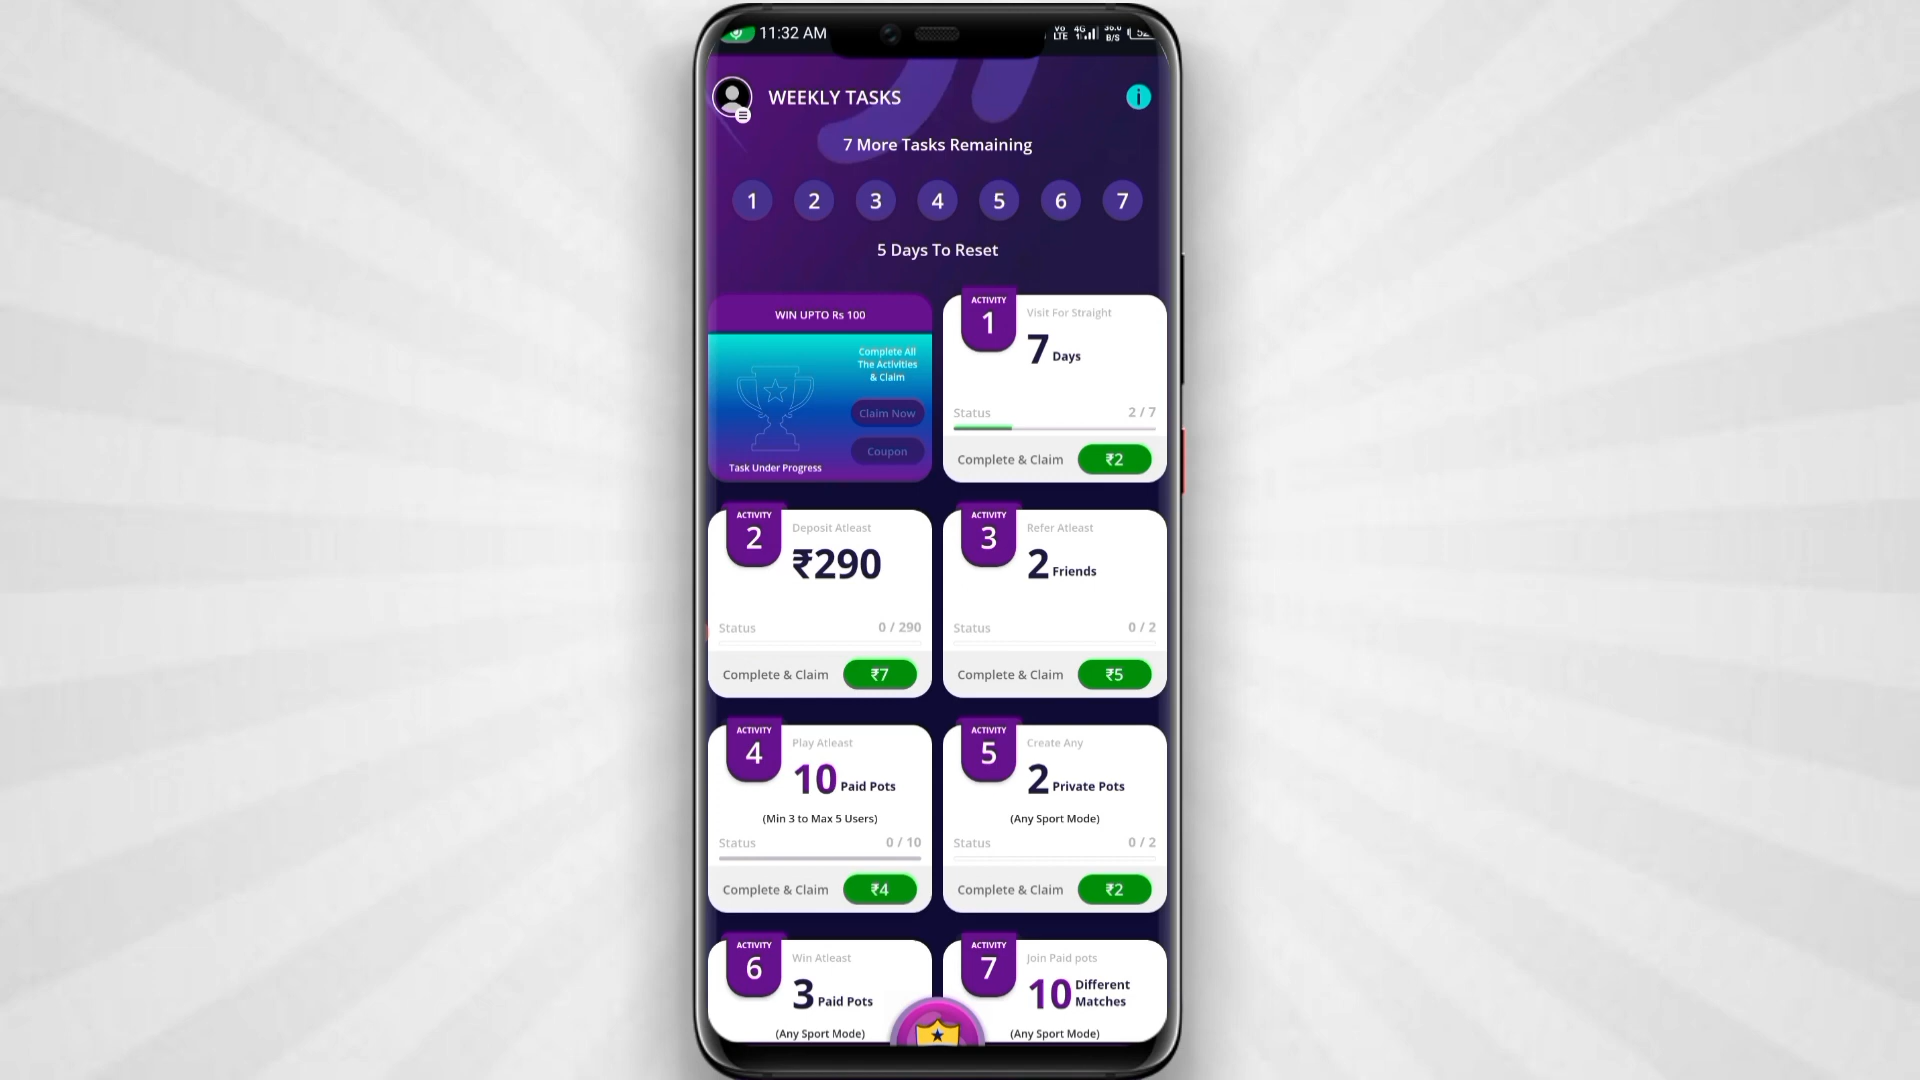 11:32 AM
Vo LTE 4G B/S
WEEKLY TASKS
i
7 More Tasks Remaining
1 2 3 4 5 6 7
5 Days To Reset
WIN UPTO Rs 100
Complete All
The Activities
& Claim
Claim Now
Coupon
Task Under Progress
ACTIVITY
1
Visit For Straight
7 Days
Status 2 / 7
Complete & Claim ₹2
ACTIVITY
2
Deposit Atleast
₹290
Status 0 / 290
Complete & Claim ₹7
ACTIVITY
3
Refer Atleast
2 Friends
Status 0 / 2
Complete & Claim ₹5
ACTIVITY
4
Play Atleast
10 Paid Pots
(Min 3 to Max 5 Users)
Status 0 / 10
Complete & Claim ₹4
ACTIVITY
5
Create Any
2 Private Pots
(Any Sport Mode)
Status 0 / 2
Complete & Claim ₹2
ACTIVITY
6
Win Atleast
3 Paid Pots
(Any Sport Mode)
ACTIVITY
7
Join Paid pots
10 Different
Matches
(Any Sport Mode)